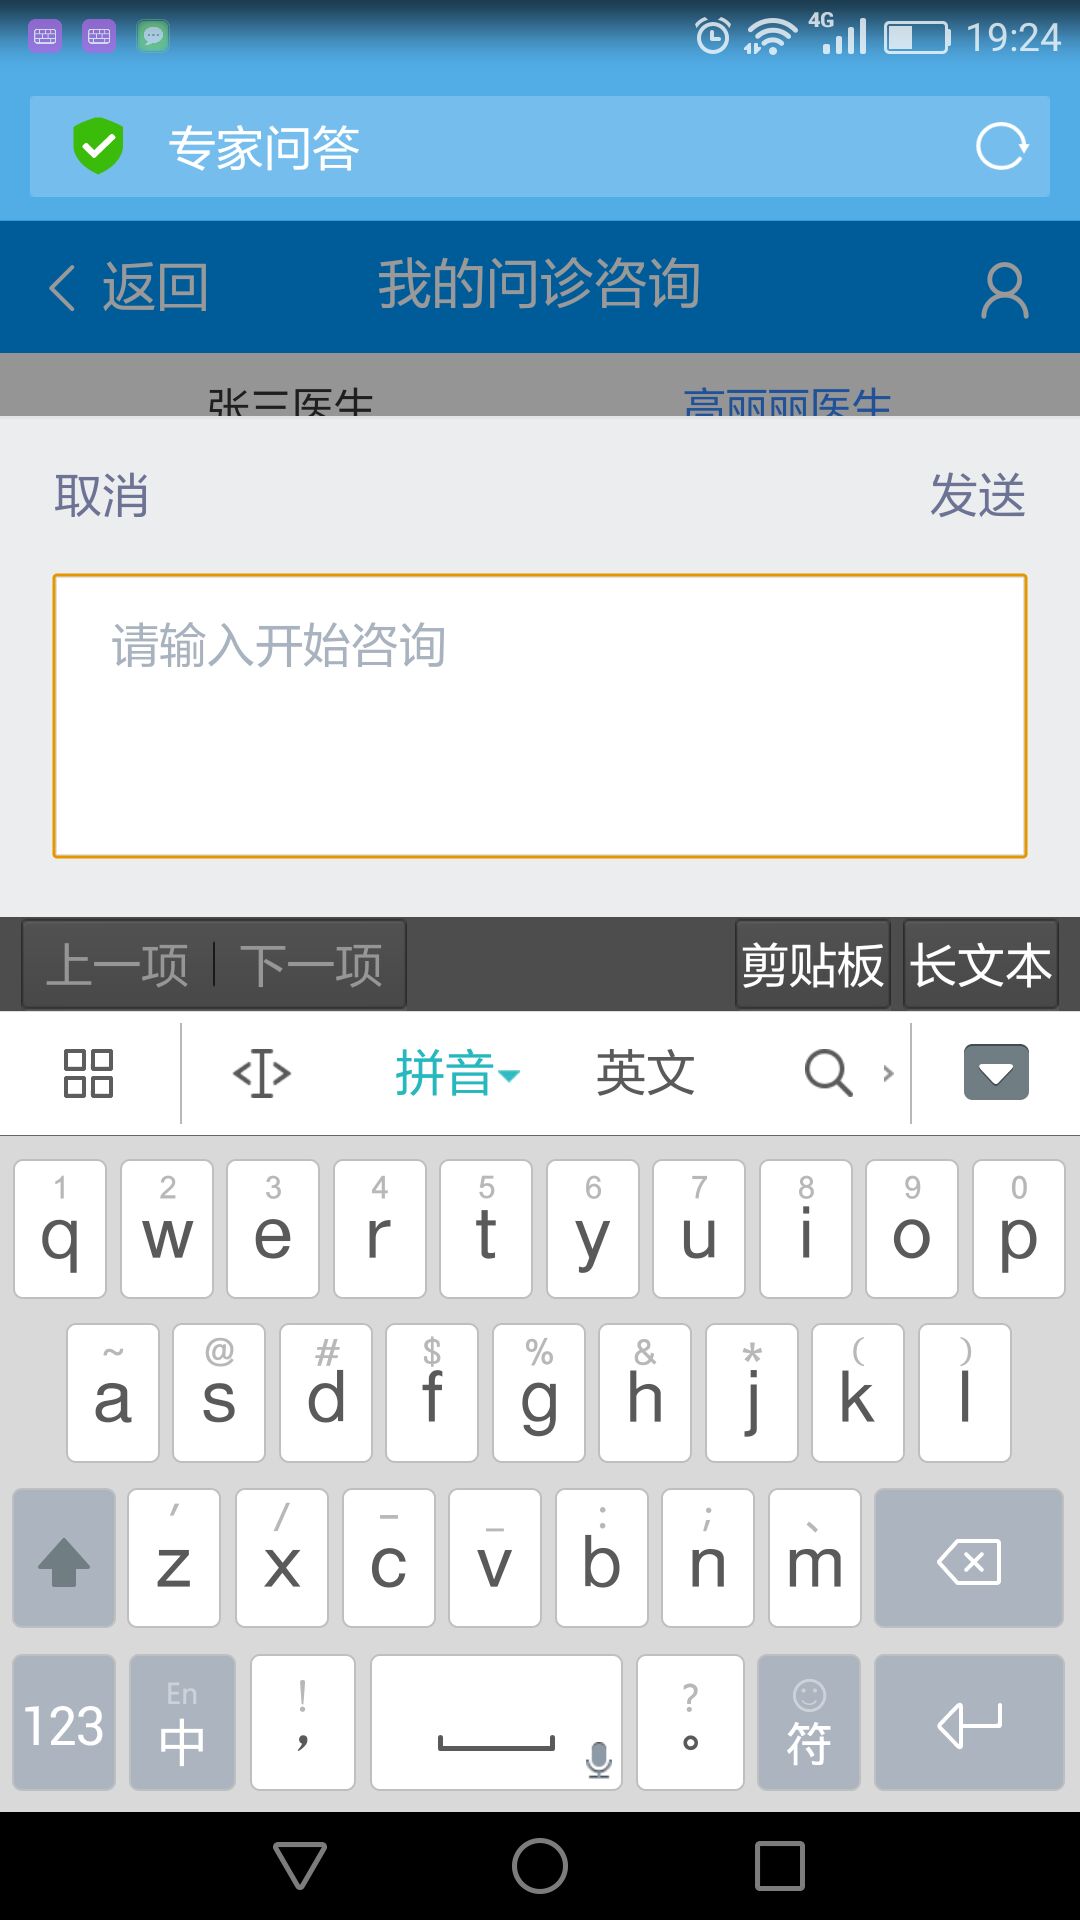 4G 19:24
专家问答
返回 我的问诊咨询
张三医生 高丽丽医生
取消 发送
请输入开始咨询
上一项 下一项 剪贴板 长文本
拼音 英文
1 2 3 4 5 6 7 8 9 0
q w e r t y u i o p
~ @ # $ % & * ( )
a s d f g h j k l
′ / - _ : ; 、
z x c v b n m
En ! ?
123 中 , 。 符